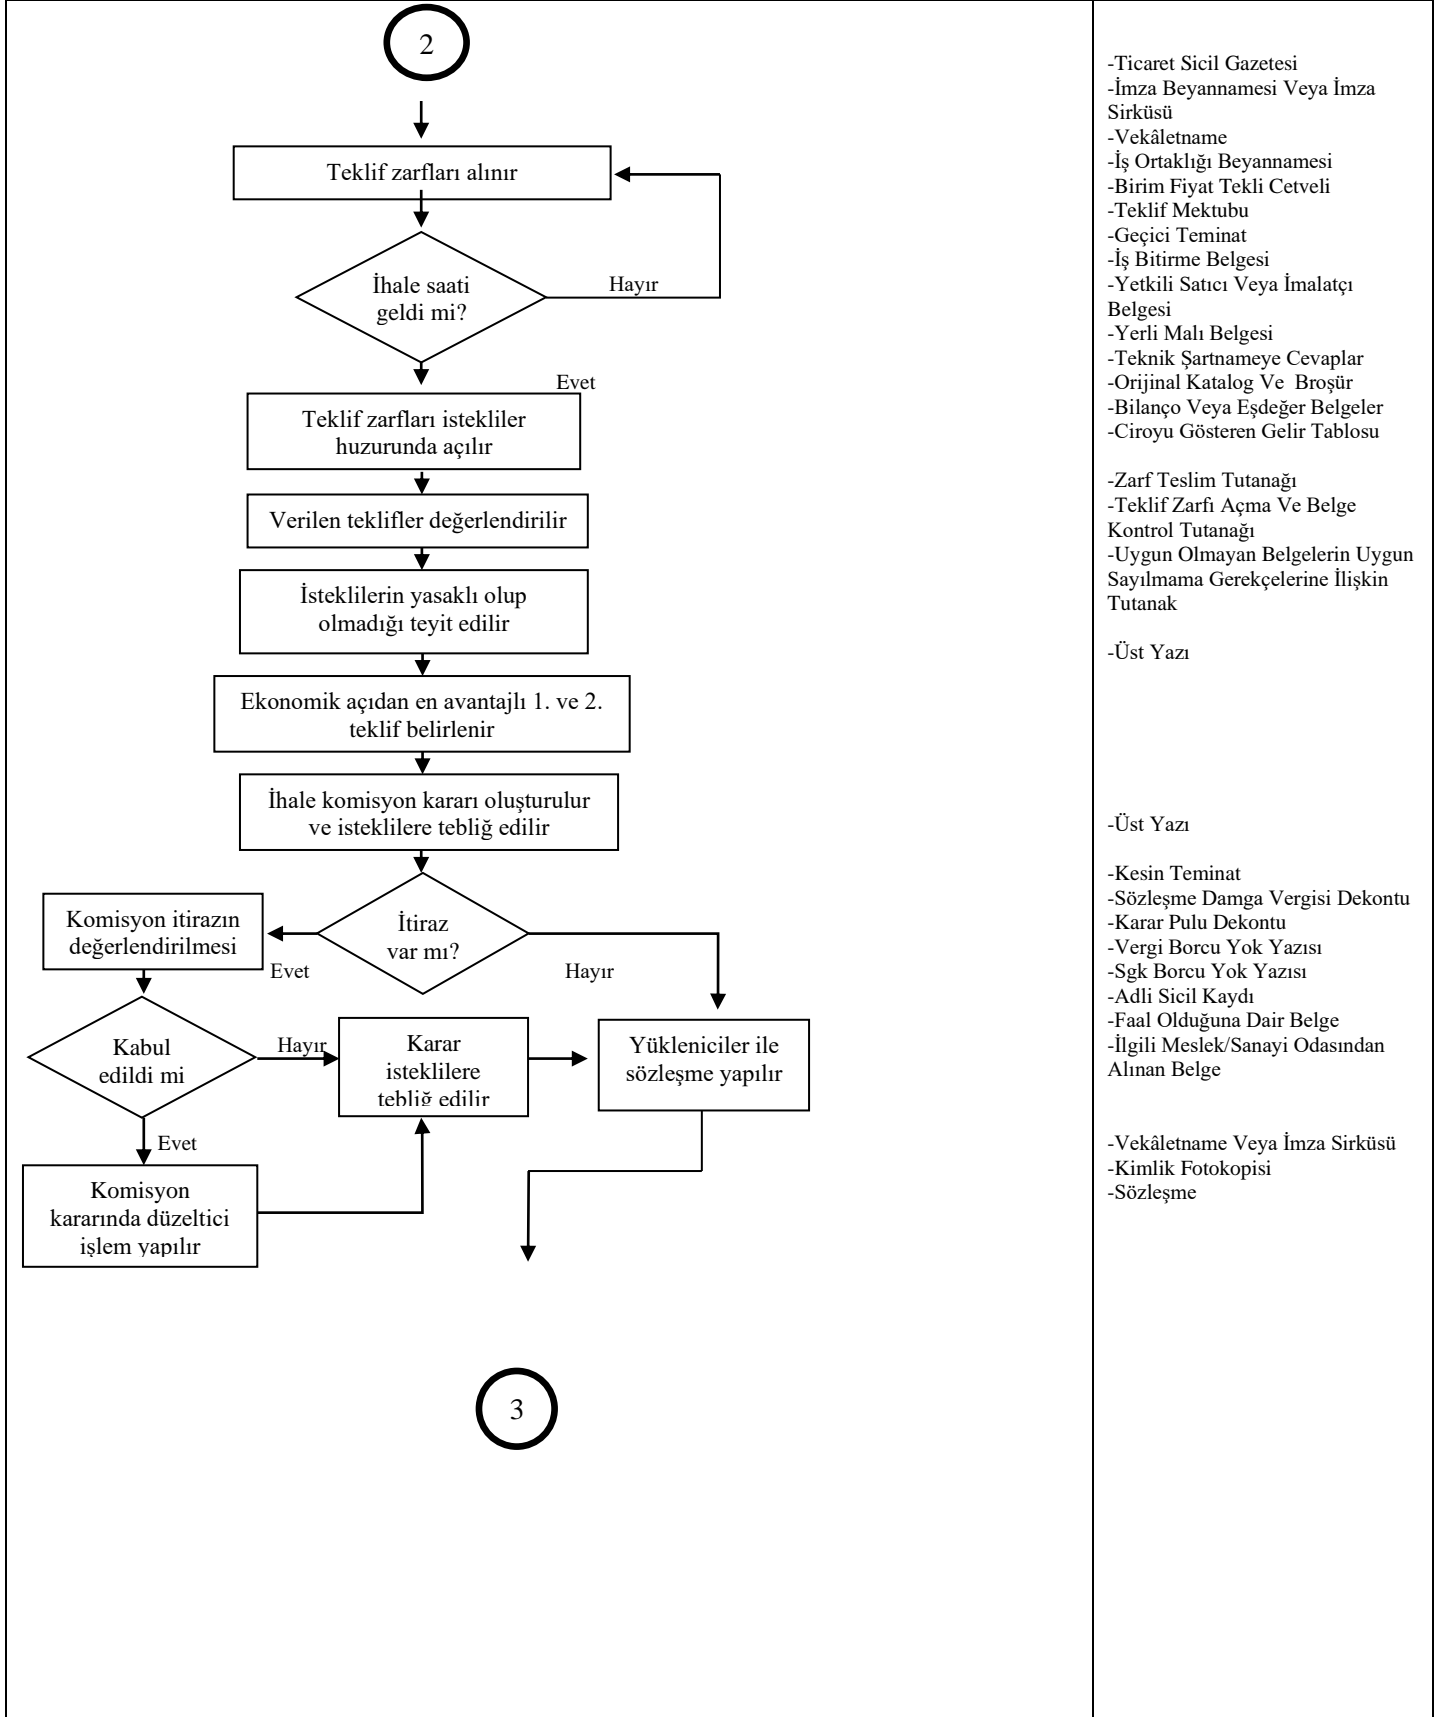 2
Teklif zarfları alınır
İhale saati
geldi mi?
Hayır
Evet
Teklif zarfları istekliler
huzurunda açılır
Verilen teklifler değerlendirilir
İsteklilerin yasaklı olup
olmadığı teyit edilir
Ekonomik açıdan en avantajlı 1. ve 2.
teklif belirlenir
İhale komisyon kararı oluşturulur
ve isteklilere tebliğ edilir
İtiraz
var mı?
Evet
Hayır
Komisyon itirazın
değerlendirilmesi
Kabul
edildi mi
Hayır
Karar
isteklilere
tebliğ edilir
Yükleniciler ile
sözleşme yapılır
Evet
Komisyon
kararında düzeltici
işlem yapılır
3
-Ticaret Sicil Gazetesi
-İmza Beyannamesi Veya İmza
Sirküsü
-Vekâletname
-İş Ortaklığı Beyannamesi
-Birim Fiyat Tekli Cetveli
-Teklif Mektubu
-Geçici Teminat
-İş Bitirme Belgesi
-Yetkili Satıcı Veya İmalatçı
Belgesi
-Yerli Malı Belgesi
-Teknik Şartnameye Cevaplar
-Orijinal Katalog Ve  Broşür
-Bilanço Veya Eşdeğer Belgeler
-Ciroyu Gösteren Gelir Tablosu
-Zarf Teslim Tutanağı
-Teklif Zarfı Açma Ve Belge
Kontrol Tutanağı
-Uygun Olmayan Belgelerin Uygun
Sayılmama Gerekçelerine İlişkin
Tutanak
-Üst Yazı
-Üst Yazı
-Kesin Teminat
-Sözleşme Damga Vergisi Dekontu
-Karar Pulu Dekontu
-Vergi Borcu Yok Yazısı
-Sgk Borcu Yok Yazısı
-Adli Sicil Kaydı
-Faal Olduğuna Dair Belge
-İlgili Meslek/Sanayi Odasından
Alınan Belge
-Vekâletname Veya İmza Sirküsü
-Kimlik Fotokopisi
-Sözleşme